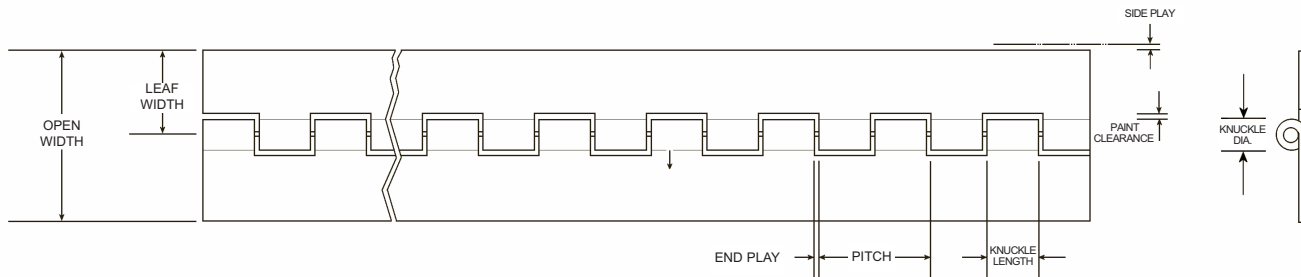 SIDE PLAY
LEAF
WIDTH
OPEN
WIDTH
PAINT
CLEARANCE
KNUCKLE
DIA.
END PLAY
PITCH
KNUCKLE
LENGTH